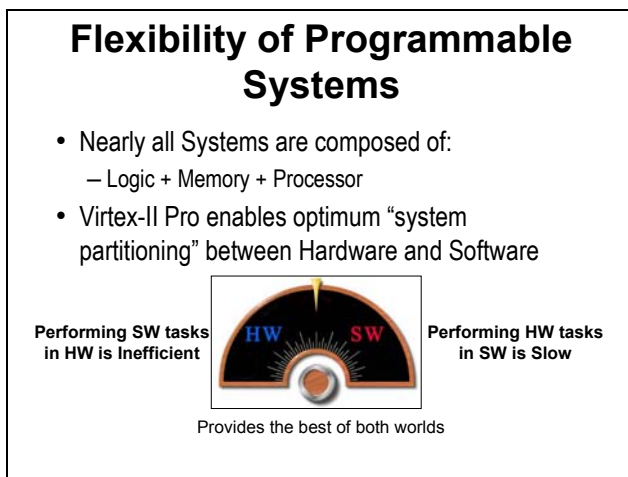 Flexibility of Programmable
Systems
• Nearly all Systems are composed of:
– Logic + Memory + Processor
• Virtex-II Pro enables optimum “system
partitioning” between Hardware and Software
Performing SW tasks
in HW is Inefficient
HW
SW
Performing HW tasks
in SW is Slow
Provides the best of both worlds